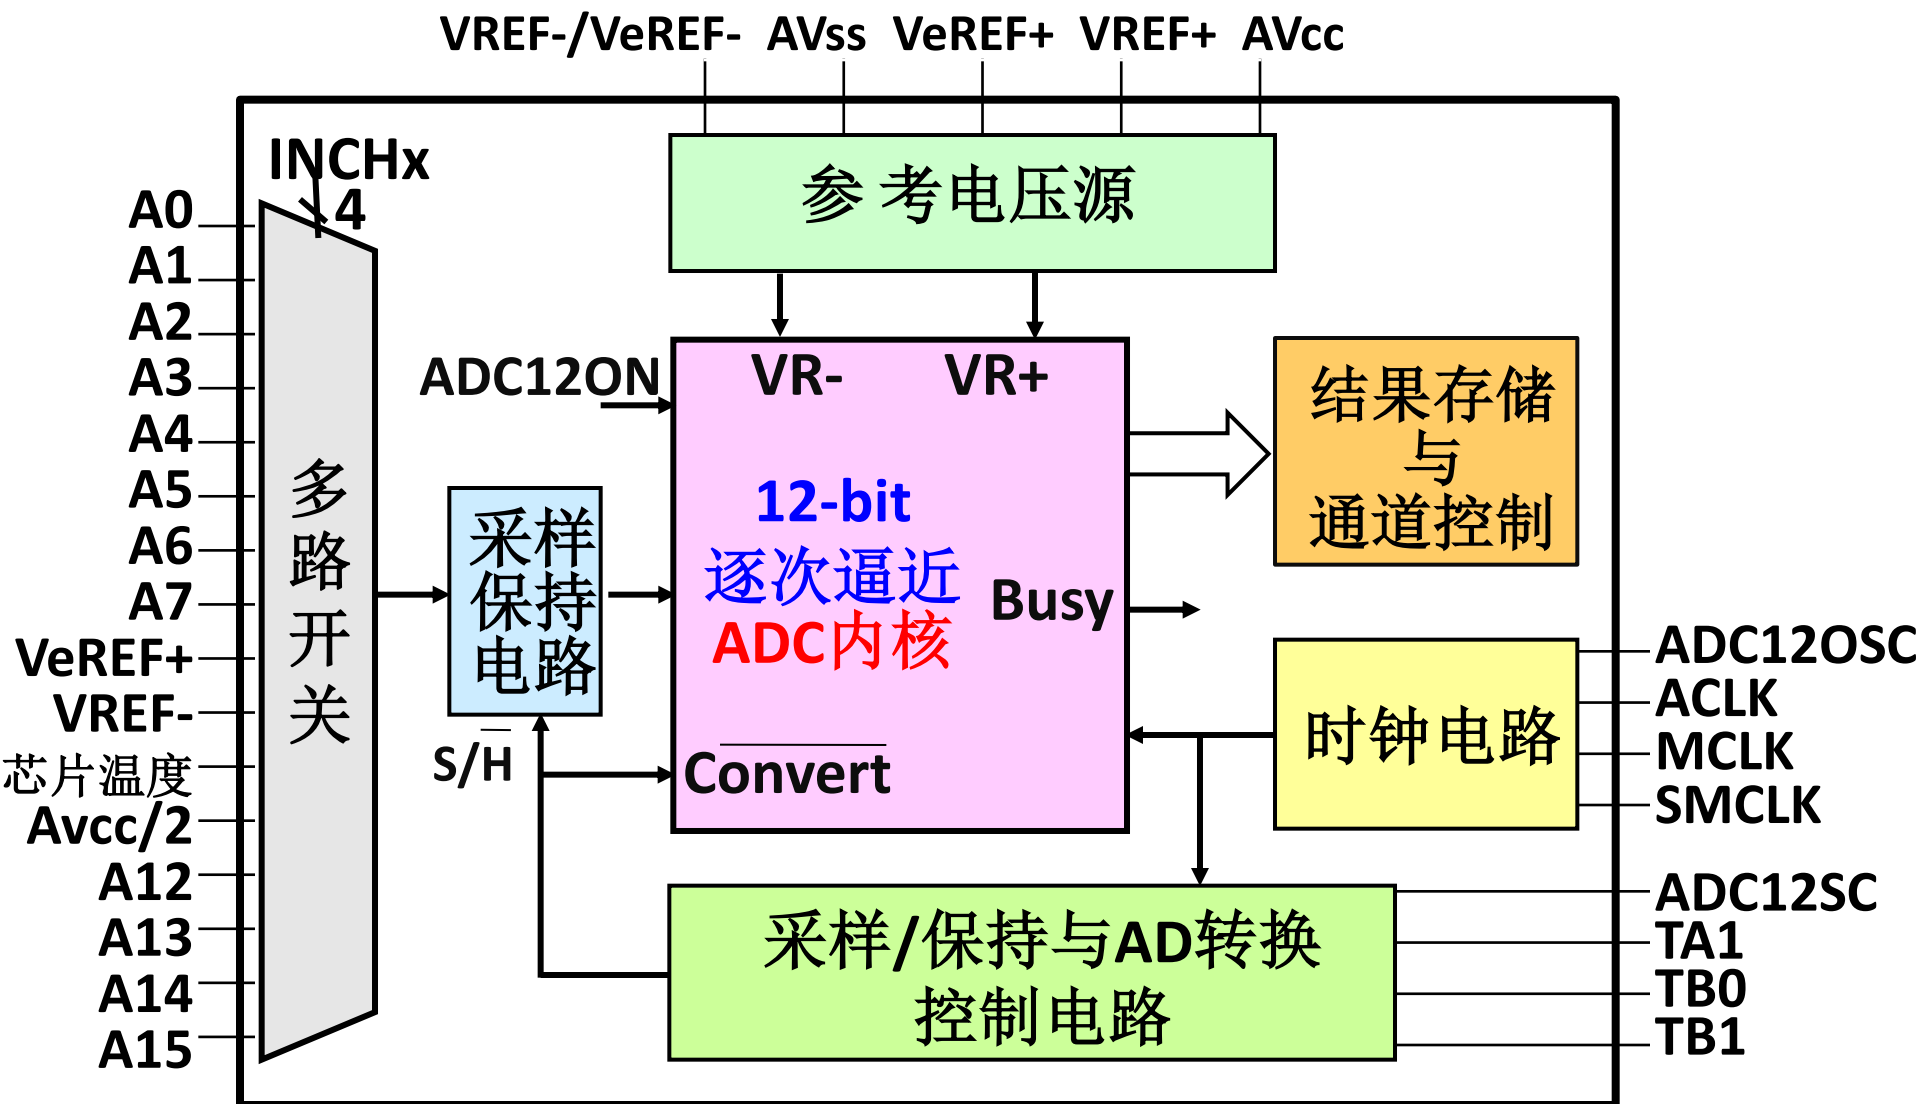 VREF-/VeREF- AVss VeREF+ VREF+ AVcc
INCHx
4
A0
A1
A2
A3
A4
A5
A6
A7
VeREF+
VREF-
芯片温度
Avcc/2
A12
A13
A14
A15
多
路
开
关
参考电压源
ADC12ON
VR- VR+
12-bit
逐次逼近
ADC内核
Busy
Convert
采样
保持
电路
S/H
结果存储
与
通道控制
时钟电路
ADC12OSC
ACLK
MCLK
SMCLK
采样/保持与AD转换
控制电路
ADC12SC
TA1
TB0
TB1